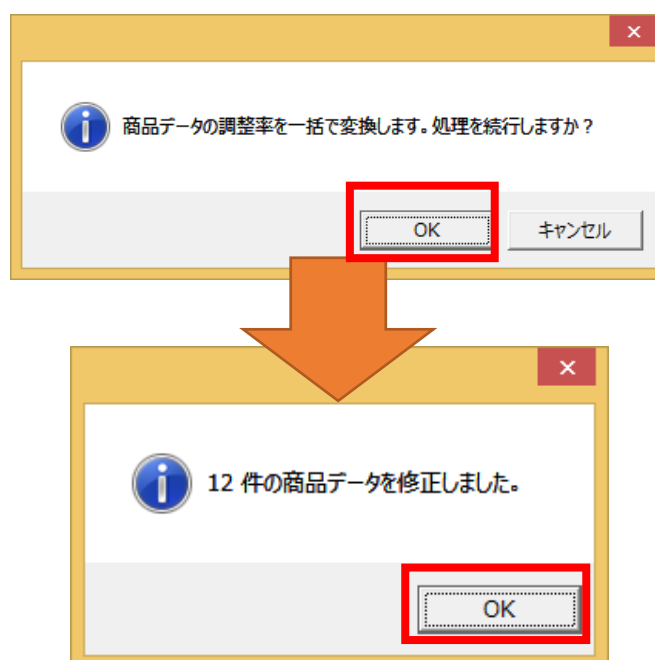 商品データの調整率を一括で変換します。処理を続行しますか？
OK
キャンセル
12 件の商品データを修正しました。
OK